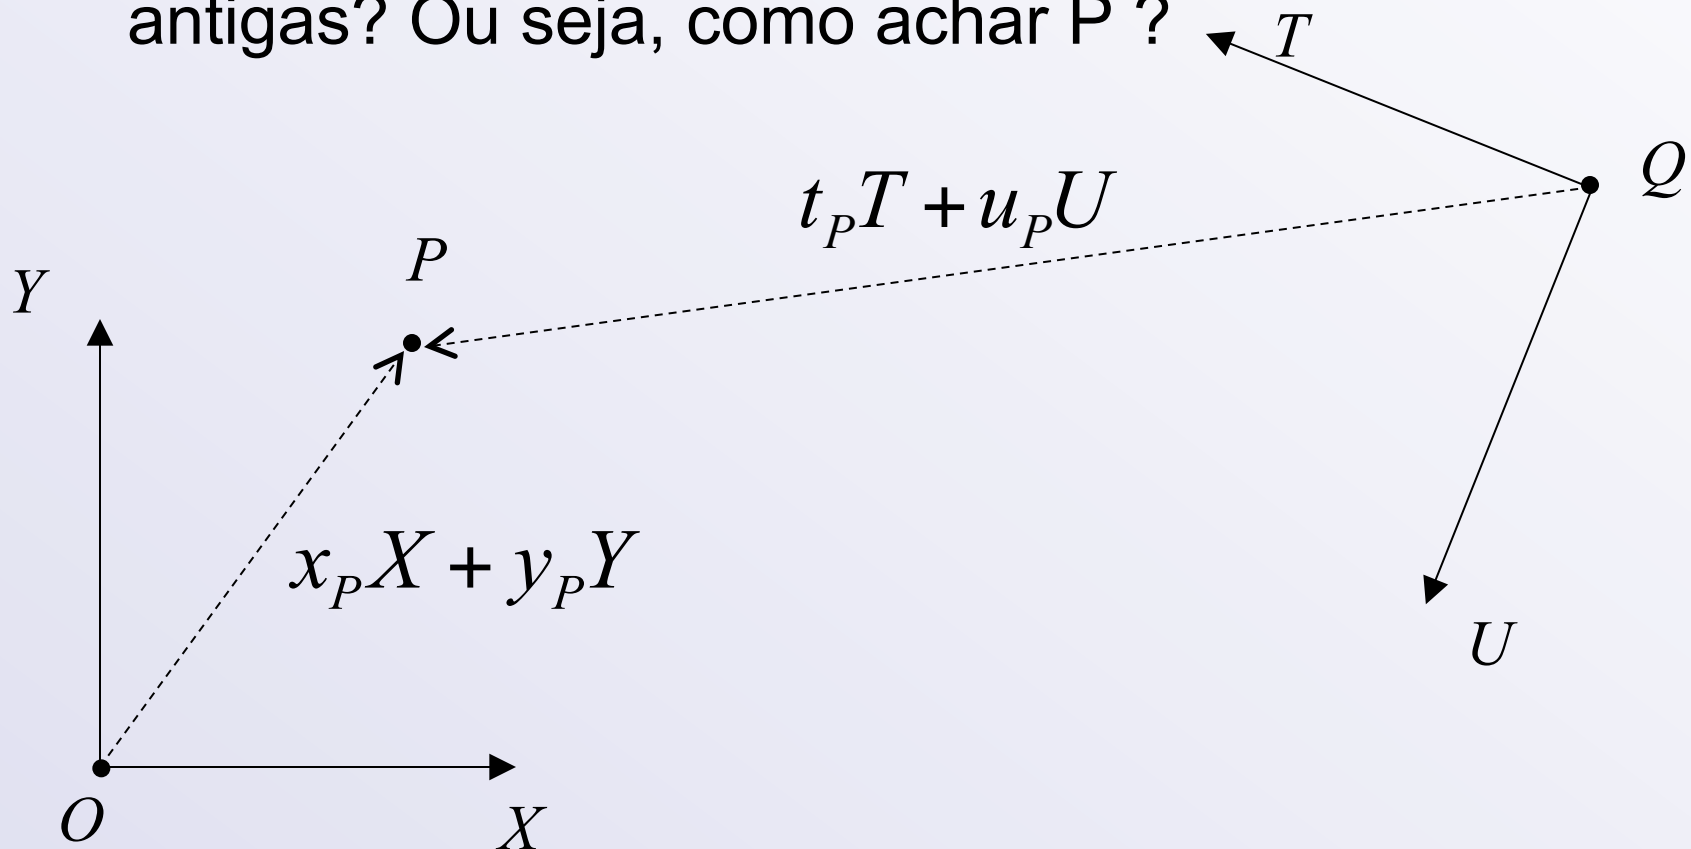 antigas? Ou seja, como achar P ?
T
Q
t_P T + u_P U
P
Y
x_P X + y_P Y
U
O
X